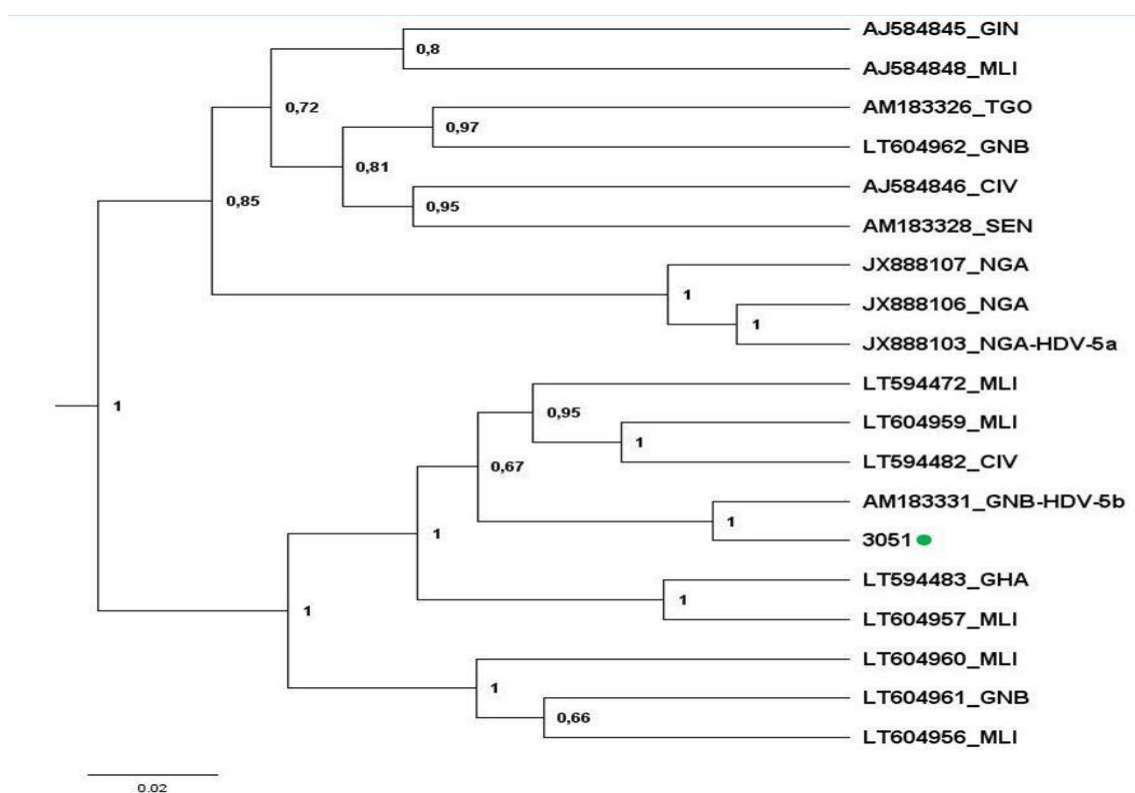 AJ584845_GIN
0,8
AJ584848_MLI
0,72
AM183326_TGO
0,97
LT604962_GNB
0,81
AJ584846_CIV
0,85
0,95
AM183328_SEN
JX888107_NGA
1
JX888106_NGA
1
JX888103_NGA-HDV-5a
LT594472_MLI
1
0,95
LT604959_MLI
1
LT594482_CIV
0,67
AM183331_GNB-HDV-5b
1
3051
1
LT594483_GHA
1
LT604957_MLI
1
LT604960_MLI
1
LT604961_GNB
0,66
LT604956_MLI
0.02